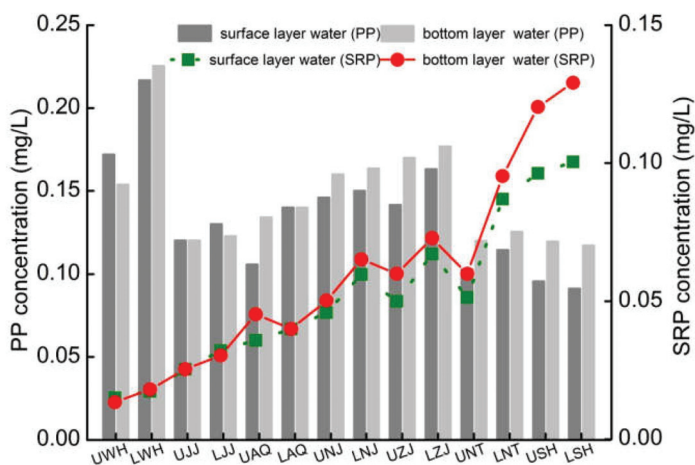 0.25
0.20
0.15
0.10
0.05
0.00
PP concentration (mg/L)
surface layer water (PP)
bottom layer water (PP)
surface layer water (SRP)
bottom layer water (SRP)
0.15
0.10
0.05
0.00
SRP concentration (mg/L)
UWH LWH UJJ LJJ UAQ LAQ UNJ LNJ UZJ LZJ UNT LNT USH LSH